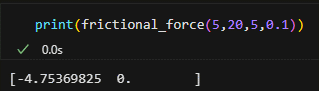 print(frictional_force(5,20,5,0.1))
✓ 0.0s
[-4.75369825  0.        ]